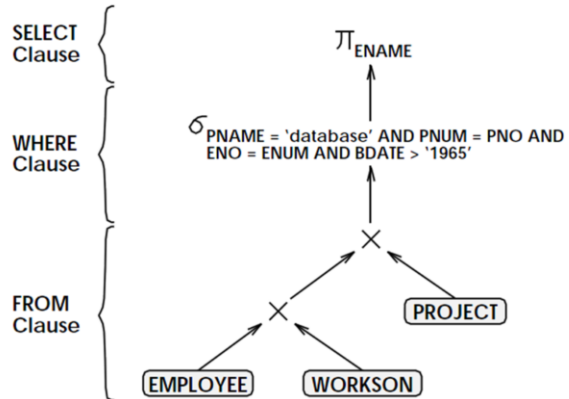 SELECT
Clause
π ENAME
WHERE
Clause
σ PNAME = ‘database’ AND PNUM = PNO AND
ENO = ENUM AND BDATE > ‘1965’
×
FROM
Clause
×
PROJECT
EMPLOYEE
WORKSON